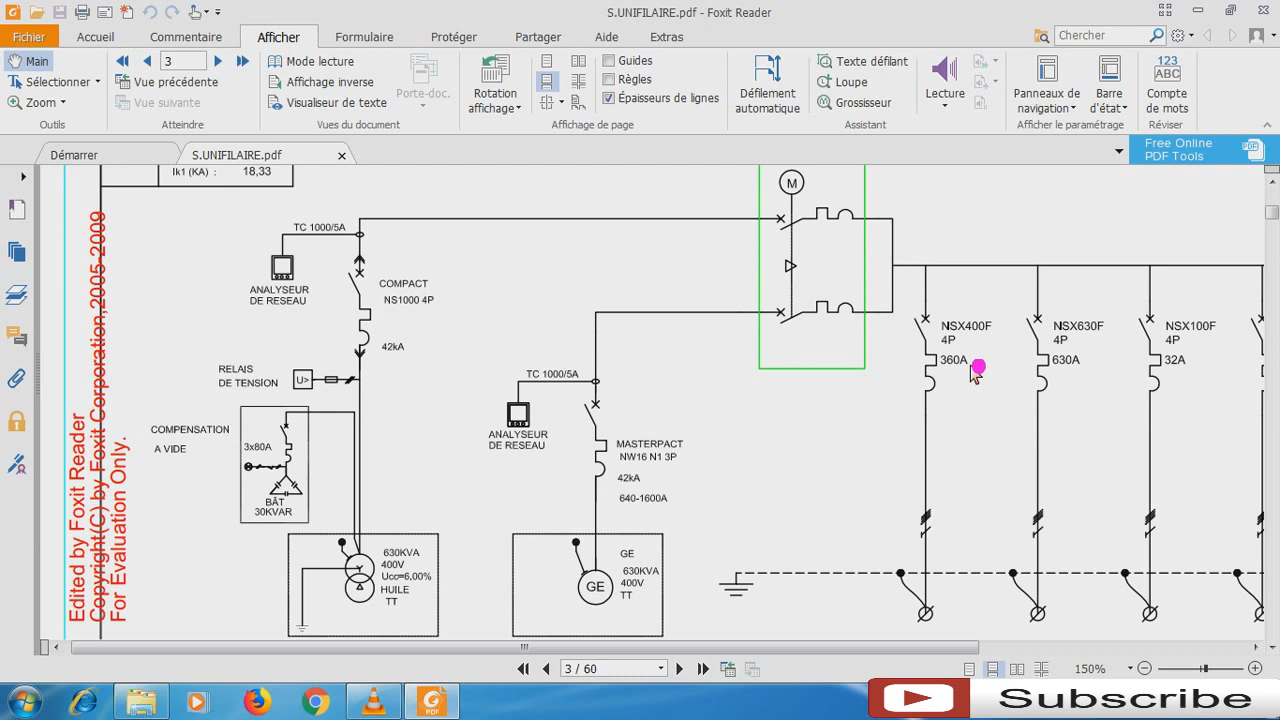 S.UNIFILAIRE.pdf - Foxit Reader
Fichier
Accueil
Commentaire
Afficher
Formulaire
Protéger
Partager
Aide
Extras
Chercher
Main
Sélectionner
Zoom
Outils
3
Vue précédente
Vue suivante
Atteindre
Mode lecture
Affichage inverse
Visualiseur de texte
Vues du document
Porte-doc.
Rotation
affichage
Guides
Règles
Épaisseurs de lignes
Affichage de page
Défilement
automatique
Texte défilant
Loupe
Grossisseur
Assistant
Lecture
Panneaux de
navigation
Barre
d'état
Afficher le paramétrage
123
ABC
Compte
de mots
Réviser
Démarrer
S.UNIFILAIRE.pdf
Free Online
PDF Tools
Ik1 (KA) : 18,33
Edited by Foxit Reader
Copyright(C) by Foxit Corporation,2005-2009
For Evaluation Only.
TC 1000/5A
ANALYSEUR
DE RESEAU
COMPACT
NS1000 4P
42kA
RELAIS
DE TENSION
U>
COMPENSATION
A VIDE
3x80A
BÂT
30KVAR
630KVA
400V
Ucc=6,00%
HUILE
TT
TC 1000/5A
ANALYSEUR
DE RESEAU
MASTERPACT
NW16 N1 3P
42kA
640-1600A
GE
GE
630KVA
400V
TT
M
NSX400F
4P
360A
NSX630F
4P
630A
NSX100F
4P
32A
3 / 60
150%
PDF
Subscribe